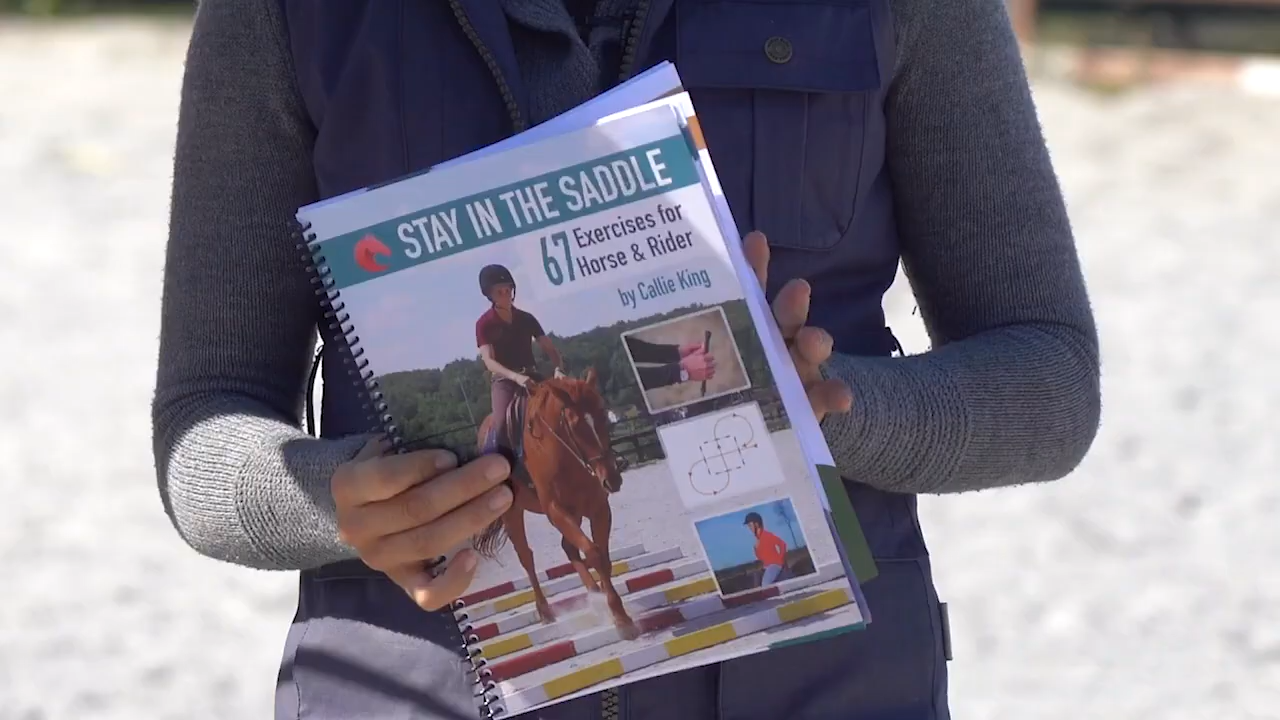 STAY IN THE SADDLE
67 Exercises for
Horse & Rider
by Callie King